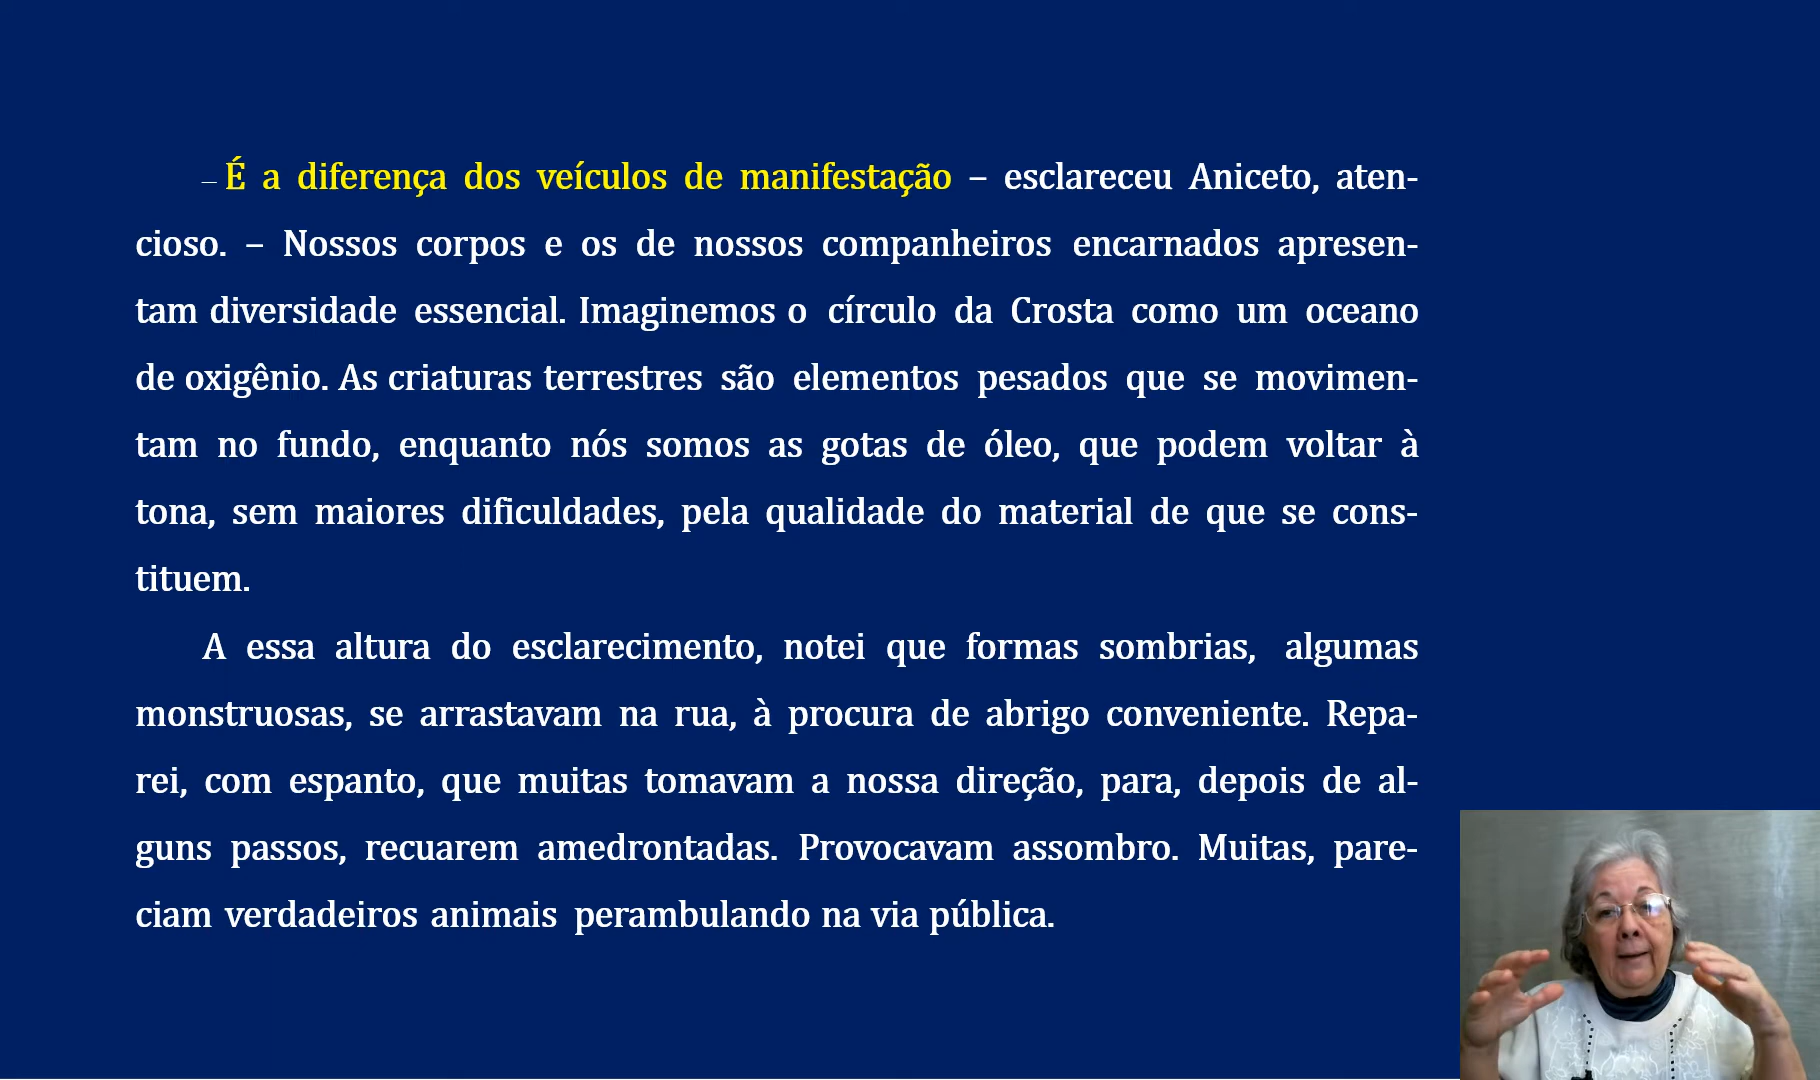 – É a diferença dos veículos de manifestação – esclareceu Aniceto, aten-
cioso. – Nossos corpos e os de nossos companheiros encarnados apresen-
tam diversidade essencial. Imaginemos o círculo da Crosta como um oceano
de oxigênio. As criaturas terrestres são elementos pesados que se movimen-
tam no fundo, enquanto nós somos as gotas de óleo, que podem voltar à
tona, sem maiores dificuldades, pela qualidade do material de que se cons-
tituem.
A essa altura do esclarecimento, notei que formas sombrias, algumas
monstruosas, se arrastavam na rua, à procura de abrigo conveniente. Repa-
rei, com espanto, que muitas tomavam a nossa direção, para, depois de al-
guns passos, recuarem amedrontadas. Provocavam assombro. Muitas, pare-
ciam verdadeiros animais perambulando na via pública.